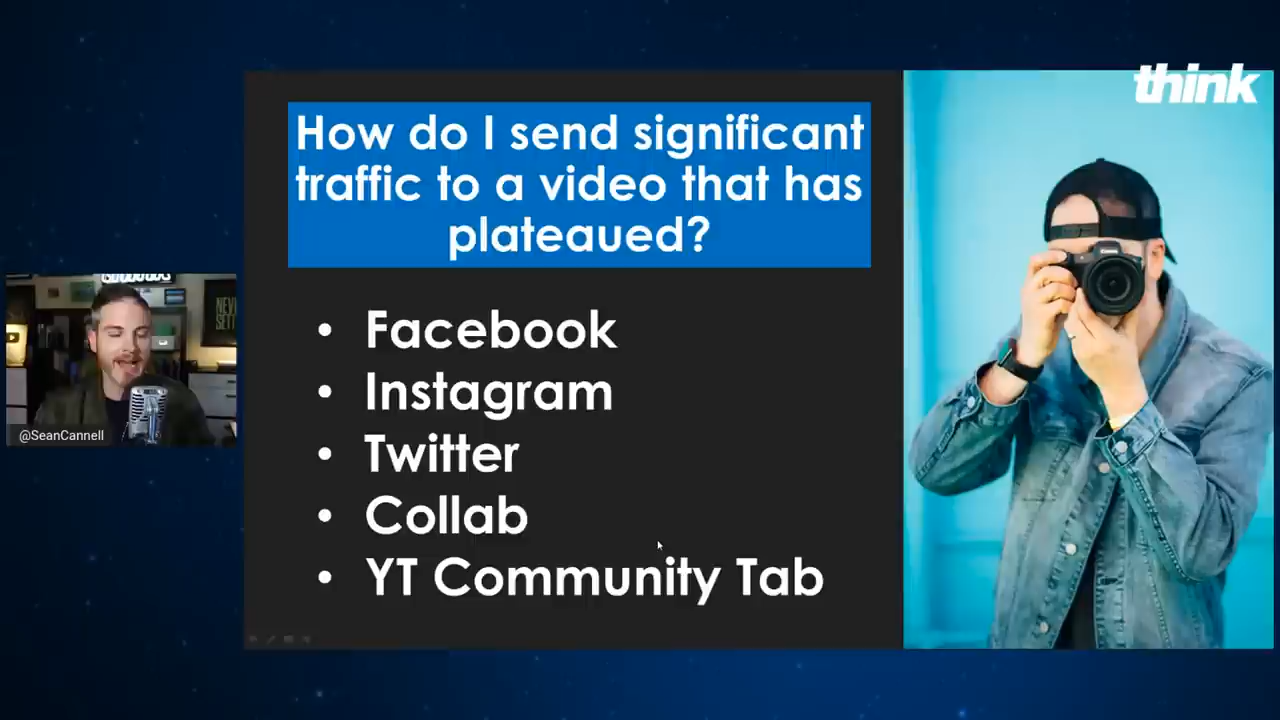 think
How do I send significant
traffic to a video that has
plateaued?
• Facebook
• Instagram
• Twitter
• Collab
• YT Community Tab
@SeanCannell
Canon